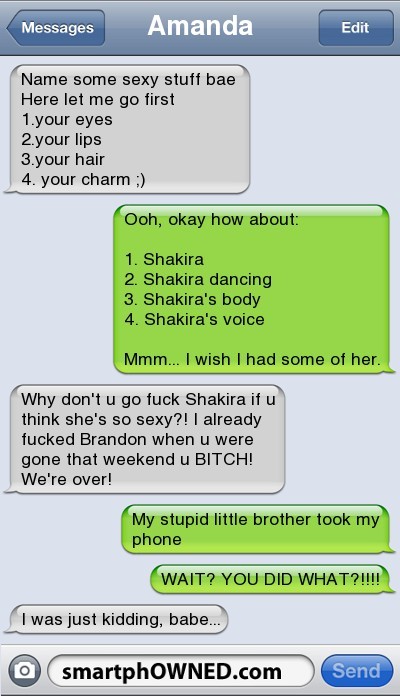 Messages Amanda Edit
Name some sexy stuff bae
Here let me go first
1.your eyes
2.your lips
3.your hair
4. your charm ;)
Ooh, okay how about:
1. Shakira
2. Shakira dancing
3. Shakira's body
4. Shakira's voice
Mmm... I wish I had some of her.
Why don't u go fuck Shakira if u
think she's so sexy?! I already
fucked Brandon when u were
gone that weekend u BITCH!
We're over!
My stupid little brother took my
phone
WAIT? YOU DID WHAT?!!!!
I was just kidding, babe...
smartphOWNED.com Send